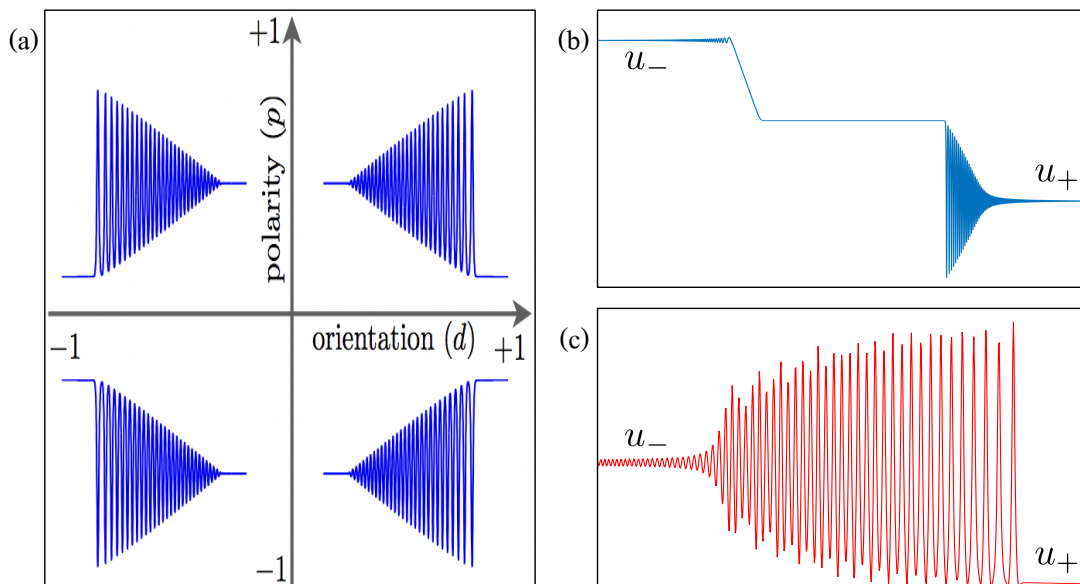 (a)
+1
polarity (p)
orientation (d)
−1
+1
−1
(b)
u₋
u₊
(c)
u₋
u₊